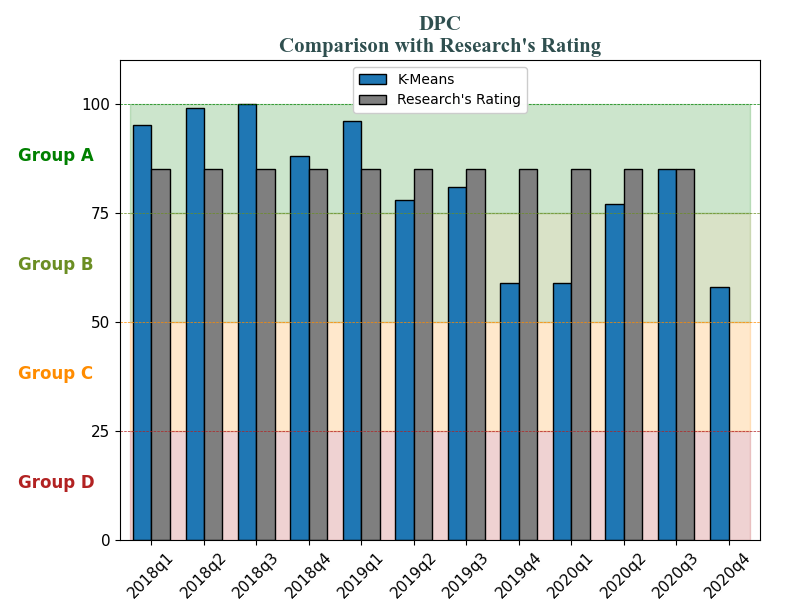 DPC
Comparison with Research's Rating
K-Means
Research's Rating
100
Group A
75
Group B
50
Group C
25
Group D
0
2018q1
2018q2
2018q3
2018q4
2019q1
2019q2
2019q3
2019q4
2020q1
2020q2
2020q3
2020q4